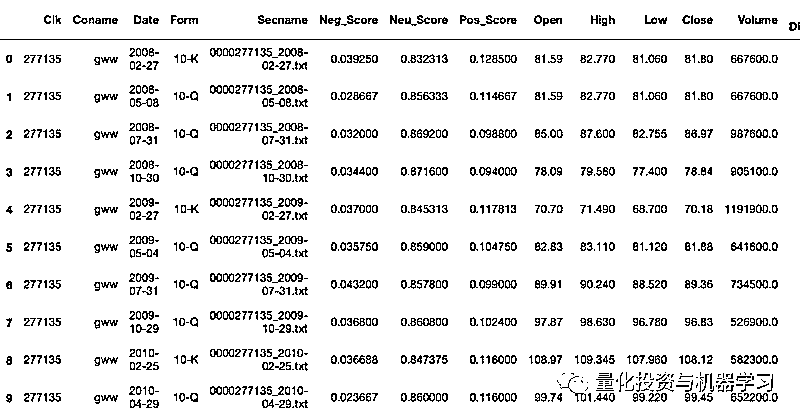 Cik Coname Date Form Secname Neg_Score Neu_Score Pos_Score Open High Low Close Volume
Di
0 277135 gww 2008-02-27 10-K 0000277135_2008-02-27.txt 0.039250 0.832313 0.128500 81.59 82.770 81.060 81.80 667600.0
1 277135 gww 2008-05-08 10-Q 0000277135_2008-05-08.txt 0.028667 0.856333 0.114667 81.59 82.770 81.060 81.80 667600.0
2 277135 gww 2008-07-31 10-Q 0000277135_2008-07-31.txt 0.032000 0.869200 0.098800 85.00 87.600 82.755 86.97 987600.0
3 277135 gww 2008-10-30 10-Q 0000277135_2008-10-30.txt 0.034400 0.871600 0.094000 78.09 79.560 77.400 78.84 905100.0
4 277135 gww 2009-02-27 10-K 0000277135_2009-02-27.txt 0.037000 0.845313 0.117813 70.70 71.490 68.700 70.18 1191900.0
5 277135 gww 2009-05-04 10-Q 0000277135_2009-05-04.txt 0.035750 0.859000 0.104750 82.83 83.110 81.120 81.88 641600.0
6 277135 gww 2009-07-31 10-Q 0000277135_2009-07-31.txt 0.043200 0.857800 0.099000 89.91 90.240 88.520 89.36 734500.0
7 277135 gww 2009-10-29 10-Q 0000277135_2009-10-29.txt 0.036800 0.860800 0.102400 97.87 98.630 96.780 96.83 526900.0
8 277135 gww 2010-02-25 10-K 0000277135_2010-02-25.txt 0.036688 0.847375 0.116000 108.97 109.345 107.960 108.12 582300.0
9 277135 gww 2010-04-29 10-Q 0000277135_2010-04-29.txt 0.023667 0.860000 0.116000 99.74 101.440 99.220 99.45 652200.0
量化投资与机器学习